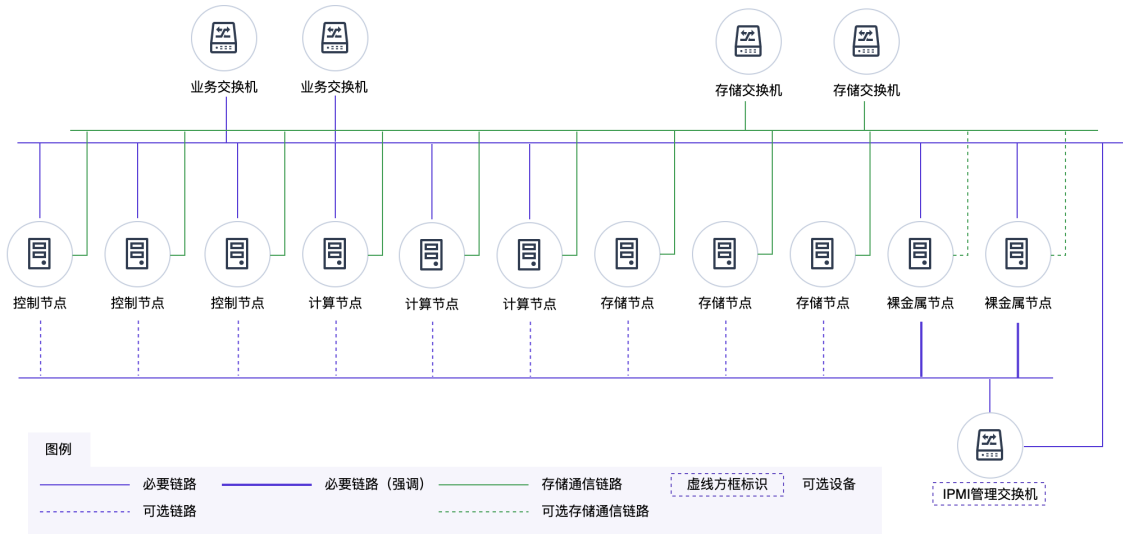 业务交换机
业务交换机
存储交换机
存储交换机
控制节点
控制节点
控制节点
计算节点
计算节点
计算节点
存储节点
存储节点
存储节点
裸金属节点
裸金属节点
IPMI管理交换机
图例
必要链路
必要链路（强调）
存储通信链路
虚线方框标识
可选设备
可选链路
可选存储通信链路